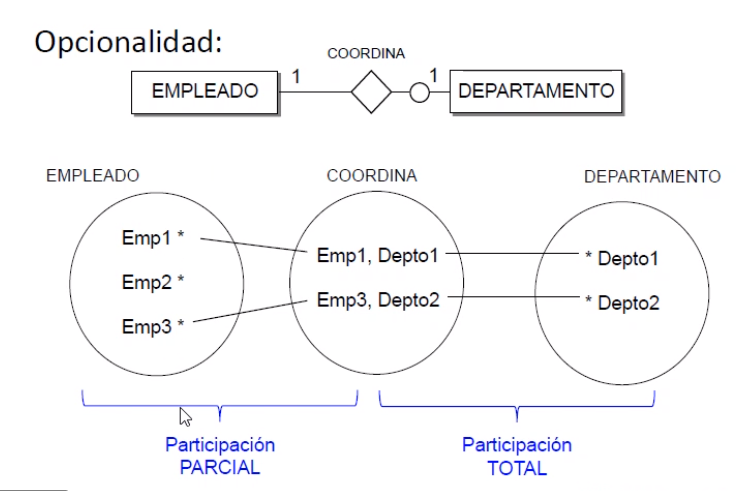 Opcionalidad:
COORDINA
EMPLEADO 1 1 DEPARTAMENTO
EMPLEADO COORDINA DEPARTAMENTO
Emp1 *
Emp1, Depto1 * Depto1
Emp2 *
Emp3, Depto2 * Depto2
Emp3 *
Participación Participación
PARCIAL TOTAL